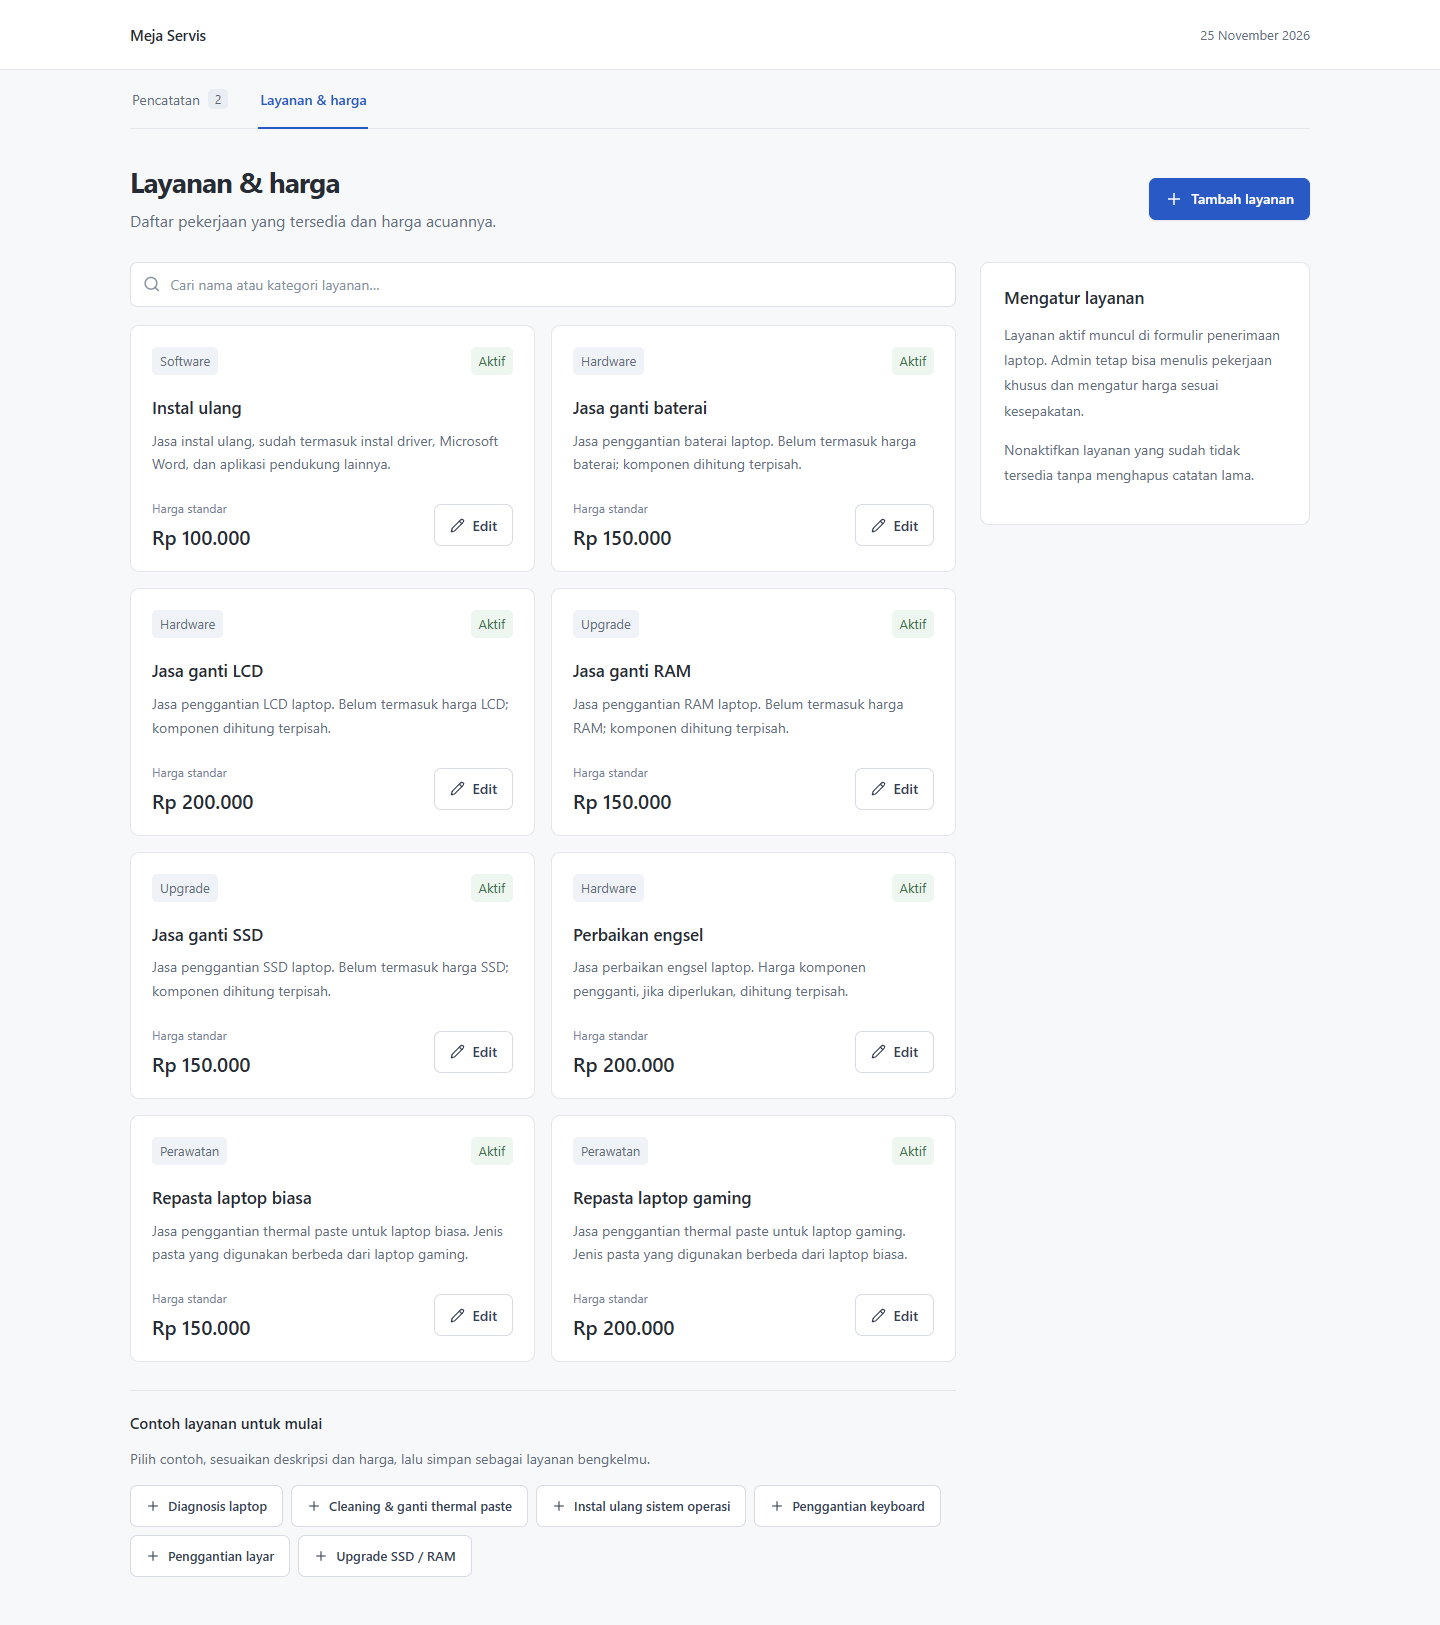 Meja Servis
25 November 2026
Pencatatan 2
Layanan & harga
Layanan & harga
Daftar pekerjaan yang tersedia dan harga acuannya.
Tambah layanan
Cari nama atau kategori layanan...
Software
Aktif
Instal ulang
Jasa instal ulang, sudah termasuk instal driver, Microsoft
Word, dan aplikasi pendukung lainnya.
Harga standar
Rp 100.000
Edit
Hardware
Aktif
Jasa ganti baterai
Jasa penggantian baterai laptop. Belum termasuk harga
baterai; komponen dihitung terpisah.
Harga standar
Rp 150.000
Edit
Hardware
Aktif
Jasa ganti LCD
Jasa penggantian LCD laptop. Belum termasuk harga LCD;
komponen dihitung terpisah.
Harga standar
Rp 200.000
Edit
Upgrade
Aktif
Jasa ganti RAM
Jasa penggantian RAM laptop. Belum termasuk harga
RAM; komponen dihitung terpisah.
Harga standar
Rp 150.000
Edit
Upgrade
Aktif
Jasa ganti SSD
Jasa penggantian SSD laptop. Belum termasuk harga SSD;
komponen dihitung terpisah.
Harga standar
Rp 150.000
Edit
Hardware
Aktif
Perbaikan engsel
Jasa perbaikan engsel laptop. Harga komponen
pengganti, jika diperlukan, dihitung terpisah.
Harga standar
Rp 200.000
Edit
Perawatan
Aktif
Repasta laptop biasa
Jasa penggantian thermal paste untuk laptop biasa. Jenis
pasta yang digunakan berbeda dari laptop gaming.
Harga standar
Rp 150.000
Edit
Perawatan
Aktif
Repasta laptop gaming
Jasa penggantian thermal paste untuk laptop gaming.
Jenis pasta yang digunakan berbeda dari laptop biasa.
Harga standar
Rp 200.000
Edit
Mengatur layanan
Layanan aktif muncul di formulir penerimaan
laptop. Admin tetap bisa menulis pekerjaan
khusus dan mengatur harga sesuai
kesepakatan.
Nonaktifkan layanan yang sudah tidak
tersedia tanpa menghapus catatan lama.
Contoh layanan untuk mulai
Pilih contoh, sesuaikan deskripsi dan harga, lalu simpan sebagai layanan bengkelmu.
Diagnosis laptop
Cleaning & ganti thermal paste
Instal ulang sistem operasi
Penggantian keyboard
Penggantian layar
Upgrade SSD / RAM